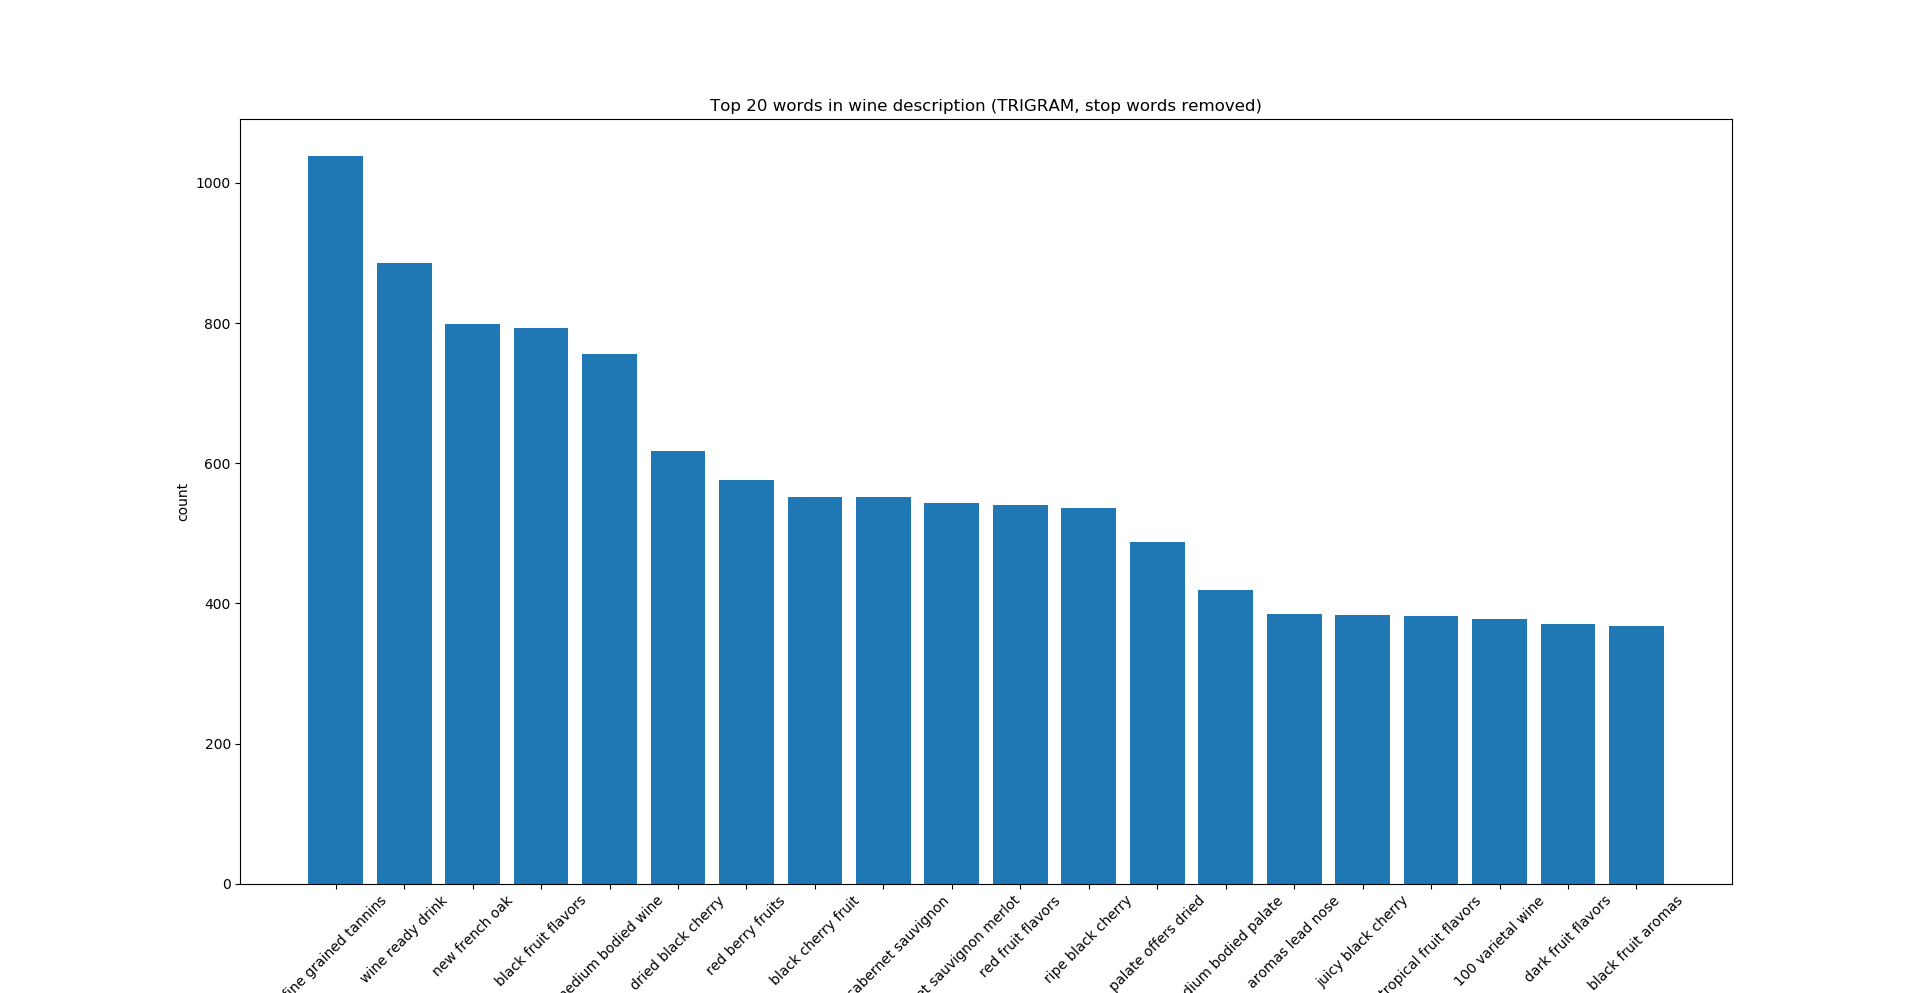 Top 20 words in wine description (TRIGRAM, stop words removed)
count
1000
800
600
400
200
0
fine grained tannins
wine ready drink
new french oak
black fruit flavors
medium bodied wine
dried black cherry
red berry fruits
black cherry fruit
cabernet sauvignon
sauvignon merlot
red fruit flavors
ripe black cherry
palate offers dried
bodied palate
aromas lead nose
juicy black cherry
tropical fruit flavors
100 varietal wine
dark fruit flavors
black fruit aromas